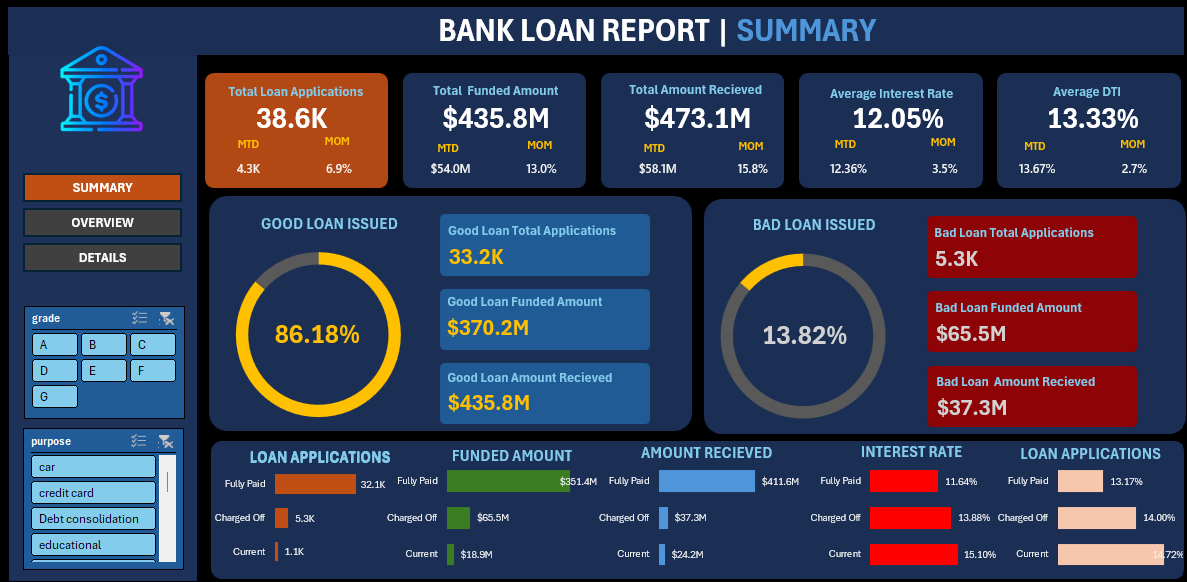 BANK LOAN REPORT | SUMMARY
SUMMARY
OVERVIEW
DETAILS
grade
A B C
D E F
G
purpose
car
credit card
Debt consolidation
educational
Total Loan Applications
38.6K
MTD MOM
4.3K 6.9%
Total Funded Amount
$435.8M
MTD MOM
$54.0M 13.0%
Total Amount Recieved
$473.1M
MTD MOM
$58.1M 15.8%
Average Interest Rate
12.05%
MTD MOM
12.36% 3.5%
Average DTI
13.33%
MTD MOM
13.67% 2.7%
GOOD LOAN ISSUED
86.18%
Good Loan Total Applications
33.2K
Good Loan Funded Amount
$370.2M
Good Loan Amount Recieved
$435.8M
BAD LOAN ISSUED
13.82%
Bad Loan Total Applications
5.3K
Bad Loan Funded Amount
$65.5M
Bad Loan Amount Recieved
$37.3M
LOAN APPLICATIONS
Fully Paid 32.1K
Charged Off 5.3K
Current 1.1K
FUNDED AMOUNT
Fully Paid $351.4M
Charged Off $65.5M
Current $18.9M
AMOUNT RECIEVED
Fully Paid $411.6M
Charged Off $37.3M
Current $24.2M
INTEREST RATE
Fully Paid 11.64%
Charged Off 13.88%
Current 15.10%
LOAN APPLICATIONS
Fully Paid 13.17%
Charged Off 14.00%
Current 14.72%